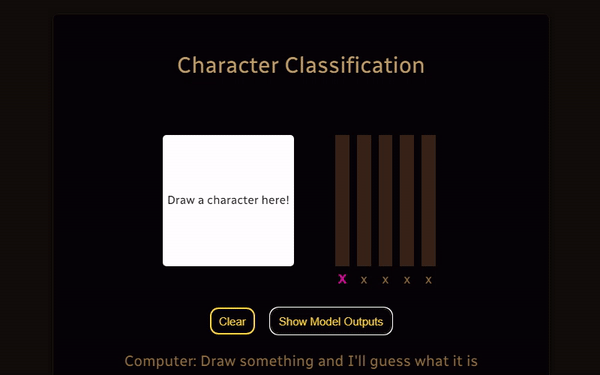 Character Classification
Draw a character here!
X x x x x
Clear Show Model Outputs
Computer: Draw something and I'll guess what it is